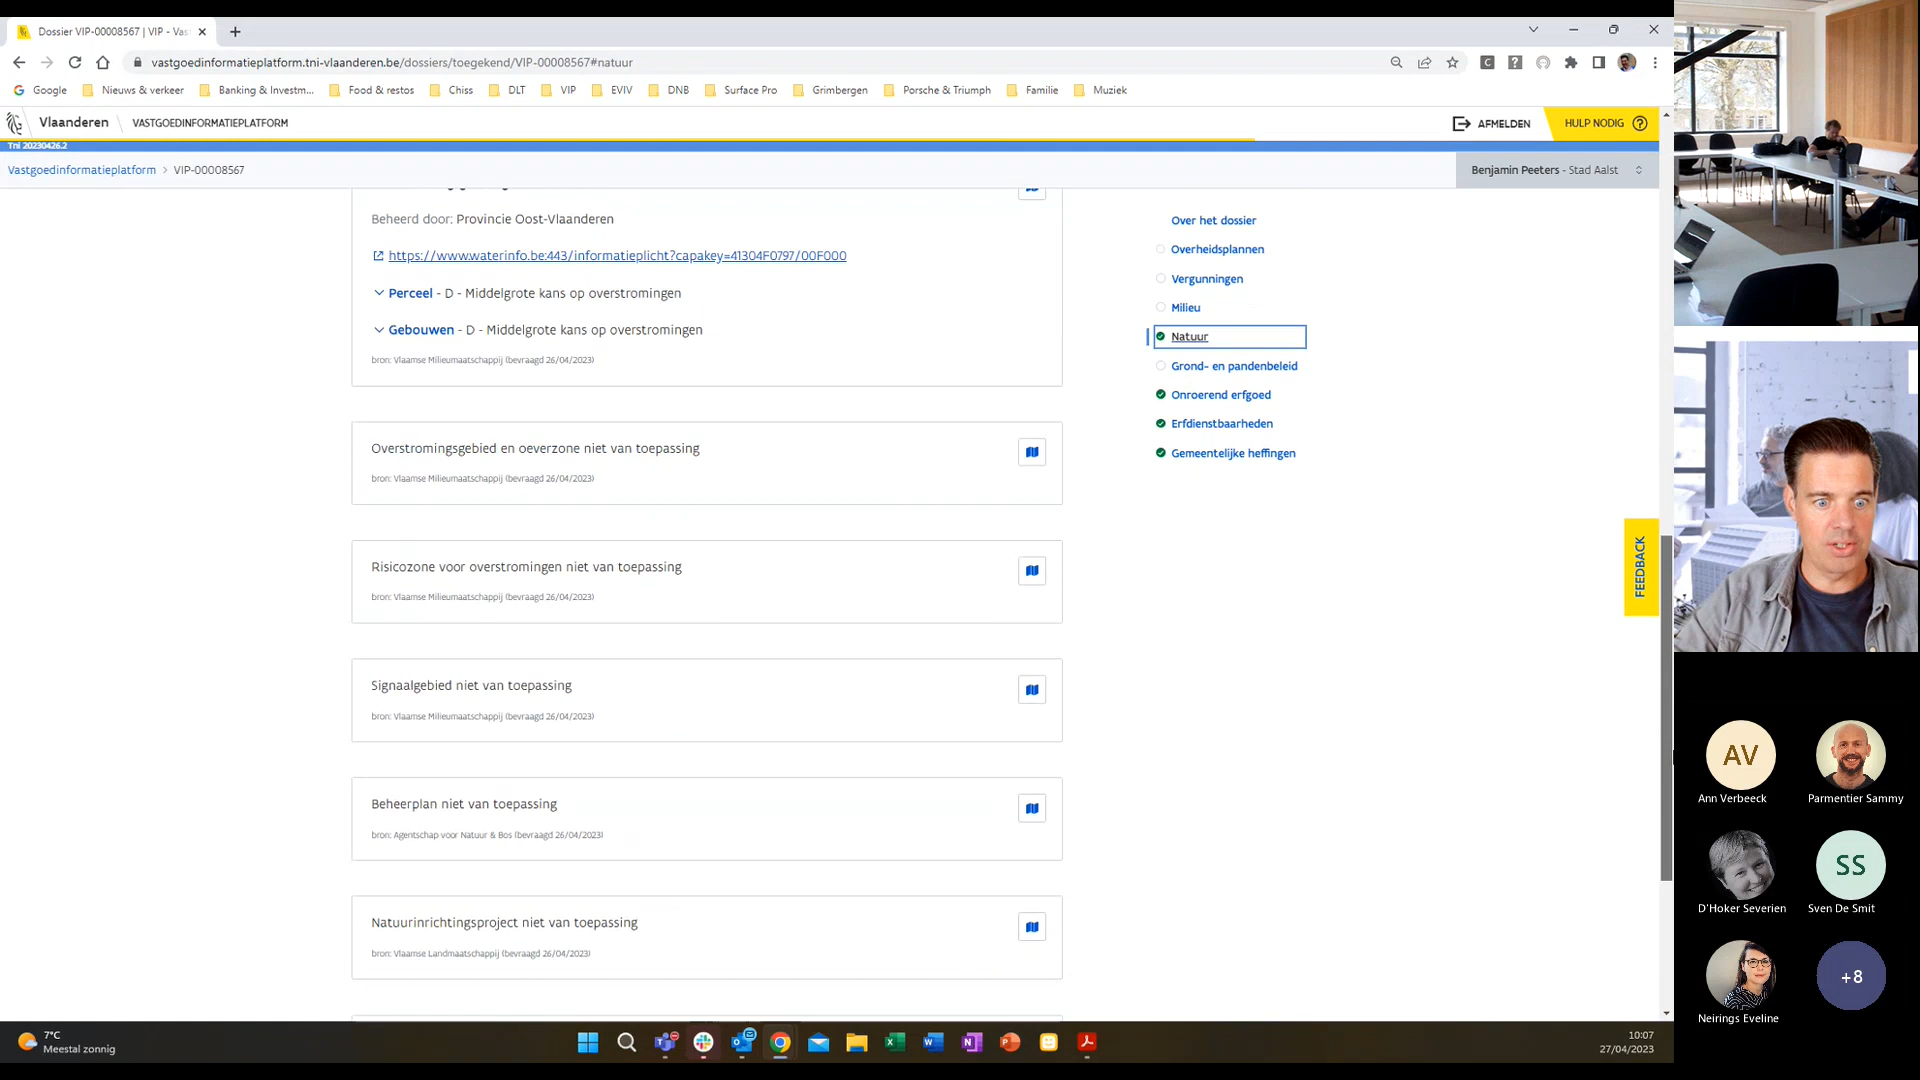 Dossier VIP-00008567 | VIP - Vas
vastgoedinformatieplatform.tni-vlaanderen.be/dossiers/toegekend/VIP-00008567#natuur
Google Nieuws & verkeer Banking & Investm... Food & restos Chiss DLT VIP EVIV DNB Surface Pro Grimbergen Porsche & Triumph Familie Muziek
Vlaanderen VASTGOEDINFORMATIEPLATFORM AFMELDEN HULP NODIG
TnI 20230426.2
Vastgoedinformatieplatform > VIP-00008567 Benjamin Peeters - Stad Aalst
Beheerd door: Provincie Oost-Vlaanderen
https://www.waterinfo.be:443/informatieplicht?capakey=41304F0797/00F000
Perceel - D - Middelgrote kans op overstromingen
Gebouwen - D - Middelgrote kans op overstromingen
bron: Vlaamse Milieumaatschappij (bevraagd 26/04/2023)
Overstromingsgebied en oeverzone niet van toepassing
bron: Vlaamse Milieumaatschappij (bevraagd 26/04/2023)
Risicozone voor overstromingen niet van toepassing
bron: Vlaamse Milieumaatschappij (bevraagd 26/04/2023)
Signaalgebied niet van toepassing
bron: Vlaamse Milieumaatschappij (bevraagd 26/04/2023)
Beheerplan niet van toepassing
bron: Agentschap voor Natuur & Bos (bevraagd 26/04/2023)
Natuurinrichtingsproject niet van toepassing
bron: Vlaamse Landmaatschappij (bevraagd 26/04/2023)
Over het dossier
Overheidsplannen
Vergunningen
Milieu
Natuur
Grond- en pandenbeleid
Onroerend erfgoed
Erfdienstbaarheden
Gemeentelijke heffingen
FEEDBACK
AV
Ann Verbeeck Parmentier Sammy
SS
D'Hoker Severien Sven De Smit
+8
Neirings Eveline
7°C
Meestal zonnig
10:07
27/04/2023